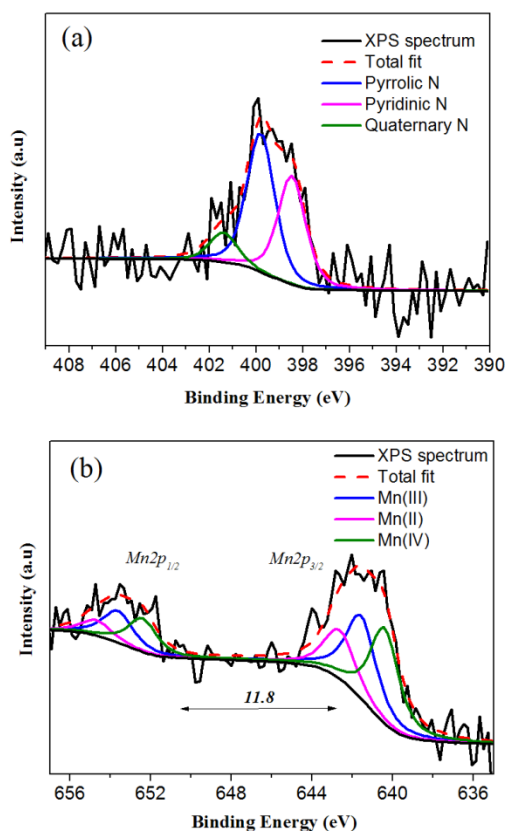 (a)
XPS spectrum
Total fit
Pyrrolic N
Pyridinic N
Quaternary N
Intensity (a.u)
408 406 404 402 400 398 396 394 392 390
Binding Energy (eV)
(b)
XPS spectrum
Total fit
Mn(III)
Mn(II)
Mn(IV)
Mn2p1/2
Mn2p3/2
Intensity (a.u)
11.8
656 652 648 644 640 636
Binding Energy (eV)